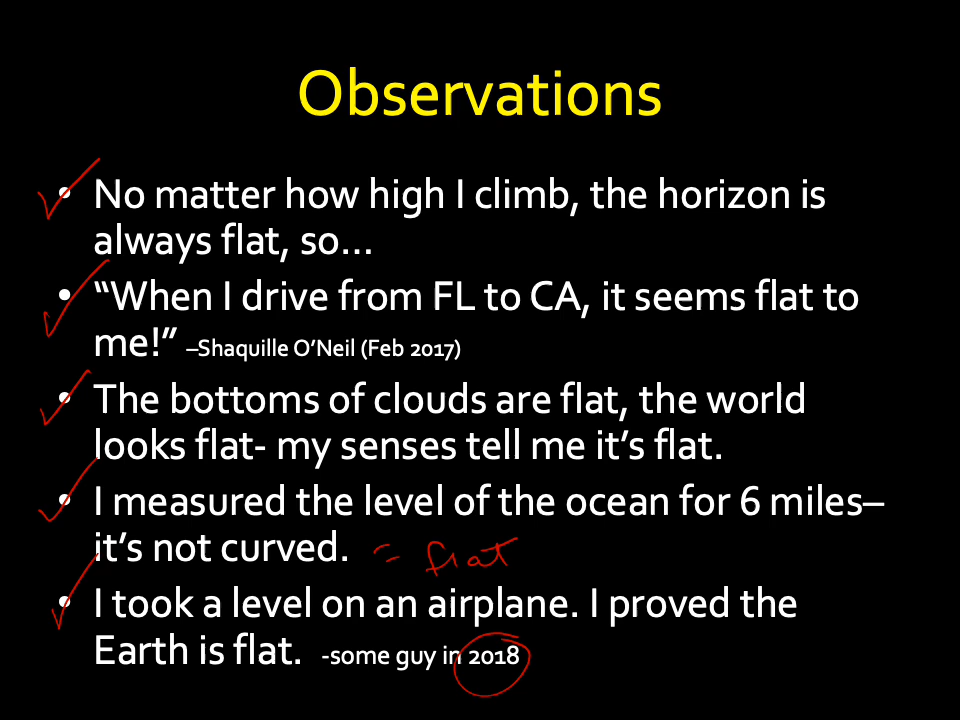 Observations
• No matter how high I climb, the horizon is
always flat, so…
• “When I drive from FL to CA, it seems flat to
me!” –Shaquille O’Neil (Feb 2017)
• The bottoms of clouds are flat, the world
looks flat- my senses tell me it’s flat.
• I measured the level of the ocean for 6 miles–
it’s not curved. = flat
• I took a level on an airplane. I proved the
Earth is flat. -some guy in 2018